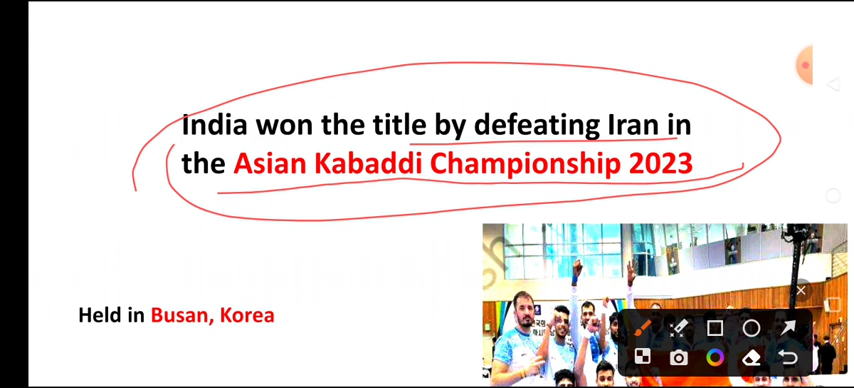 India won the title by defeating Iran in
the Asian Kabaddi Championship 2023
Held in Busan, Korea